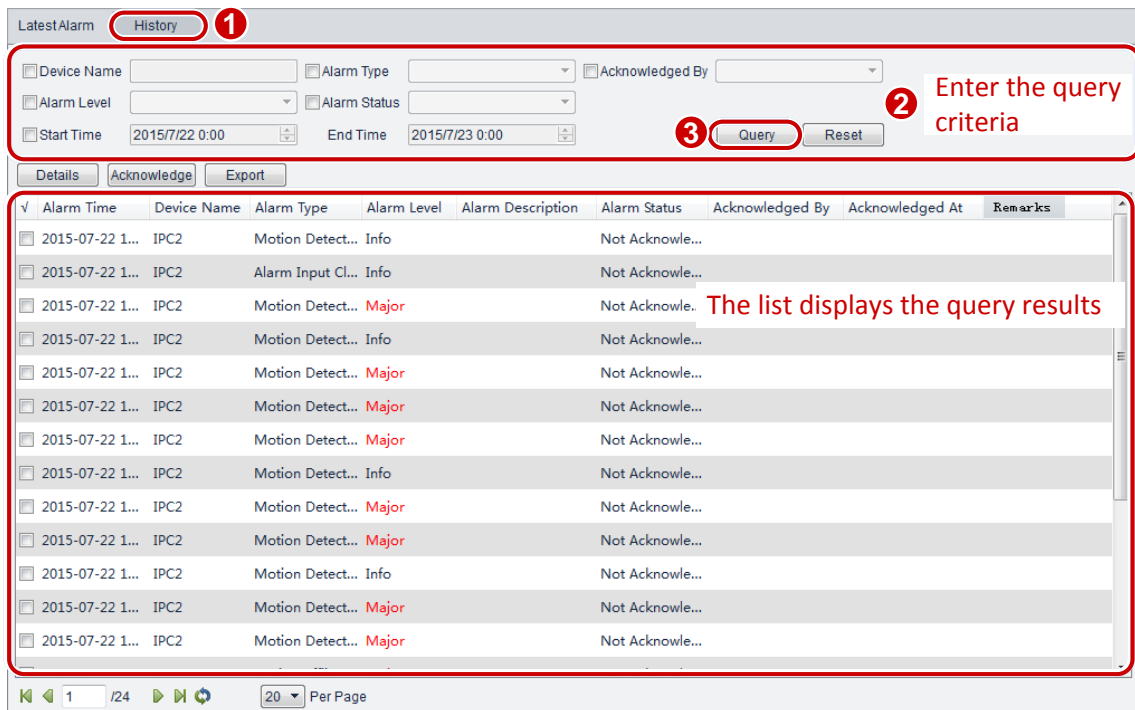 Latest Alarm History 1
Device Name Alarm Type Acknowledged By
Alarm Level Alarm Status
2 Enter the query
criteria
Start Time 2015/7/22 0:00 End Time 2015/7/23 0:00 3 Query Reset
Details Acknowledge Export
√ Alarm Time Device Name Alarm Type Alarm Level Alarm Description Alarm Status Acknowledged By Acknowledged At Remarks
2015-07-22 1... IPC2 Motion Detect... Info Not Acknowle...
2015-07-22 1... IPC2 Alarm Input Cl... Info Not Acknowle...
2015-07-22 1... IPC2 Motion Detect... Major Not Acknowle..
The list displays the query results
2015-07-22 1... IPC2 Motion Detect... Info Not Acknowle...
2015-07-22 1... IPC2 Motion Detect... Major Not Acknowle...
2015-07-22 1... IPC2 Motion Detect... Major Not Acknowle...
2015-07-22 1... IPC2 Motion Detect... Major Not Acknowle...
2015-07-22 1... IPC2 Motion Detect... Info Not Acknowle...
2015-07-22 1... IPC2 Motion Detect... Major Not Acknowle...
2015-07-22 1... IPC2 Motion Detect... Major Not Acknowle...
2015-07-22 1... IPC2 Motion Detect... Info Not Acknowle...
2015-07-22 1... IPC2 Motion Detect... Major Not Acknowle...
2015-07-22 1... IPC2 Motion Detect... Major Not Acknowle...
1 /24 20 Per Page